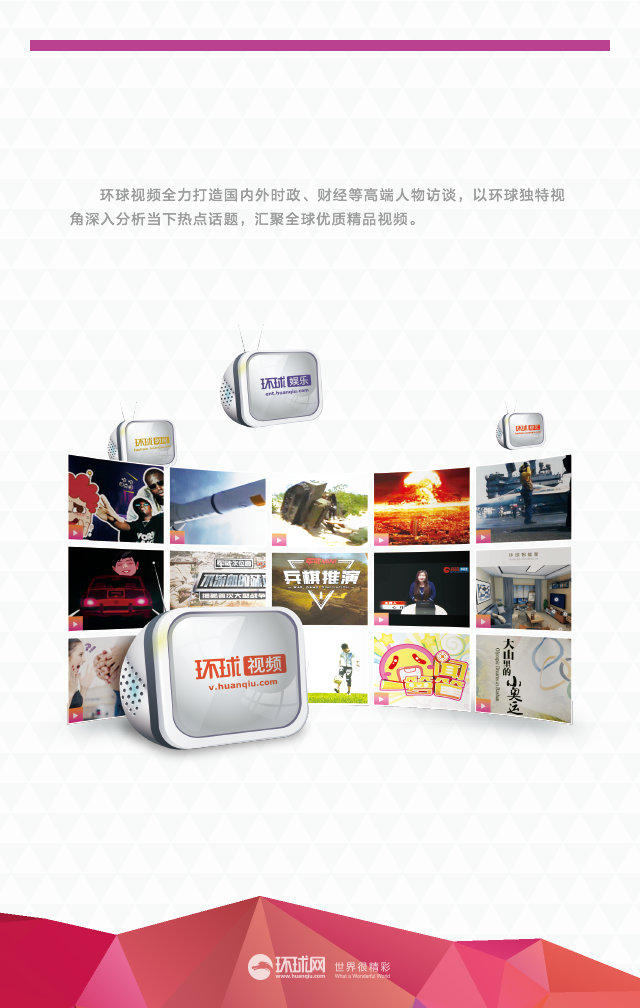 环球视频全力打造国内外时政、财经等高端人物访谈，以环球独特视
角深入分析当下热点话题，汇聚全球优质精品视频。
环球 娱乐
ent.huanqiu.com
环球
环球
兵棋推演
大山里的
小奥运
环球 视频
v.huanqiu.com
环球网
www.huanqiu.com
世界很精彩
What a Wonderful World